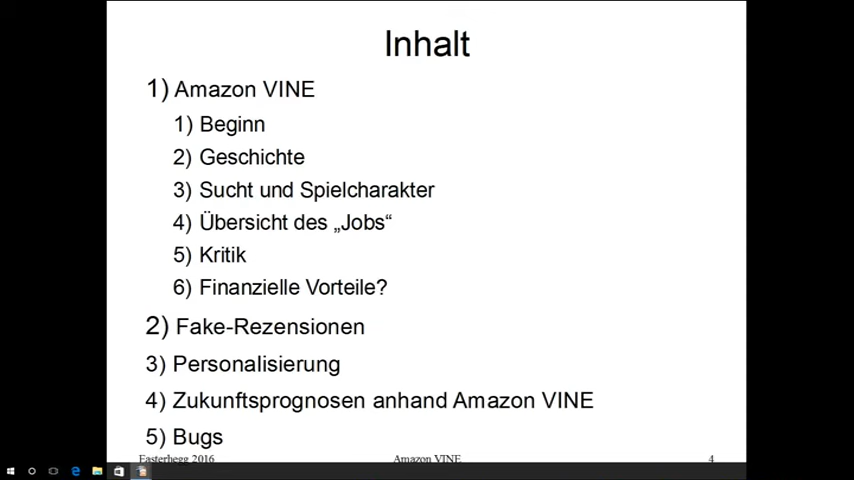 Inhalt
1) Amazon VINE
1) Beginn
2) Geschichte
3) Sucht und Spielcharakter
4) Übersicht des „Jobs“
5) Kritik
6) Finanzielle Vorteile?
2) Fake-Rezensionen
3) Personalisierung
4) Zukunftsprognosen anhand Amazon VINE
5) Bugs
Easterhegg 2016 Amazon VINE 4